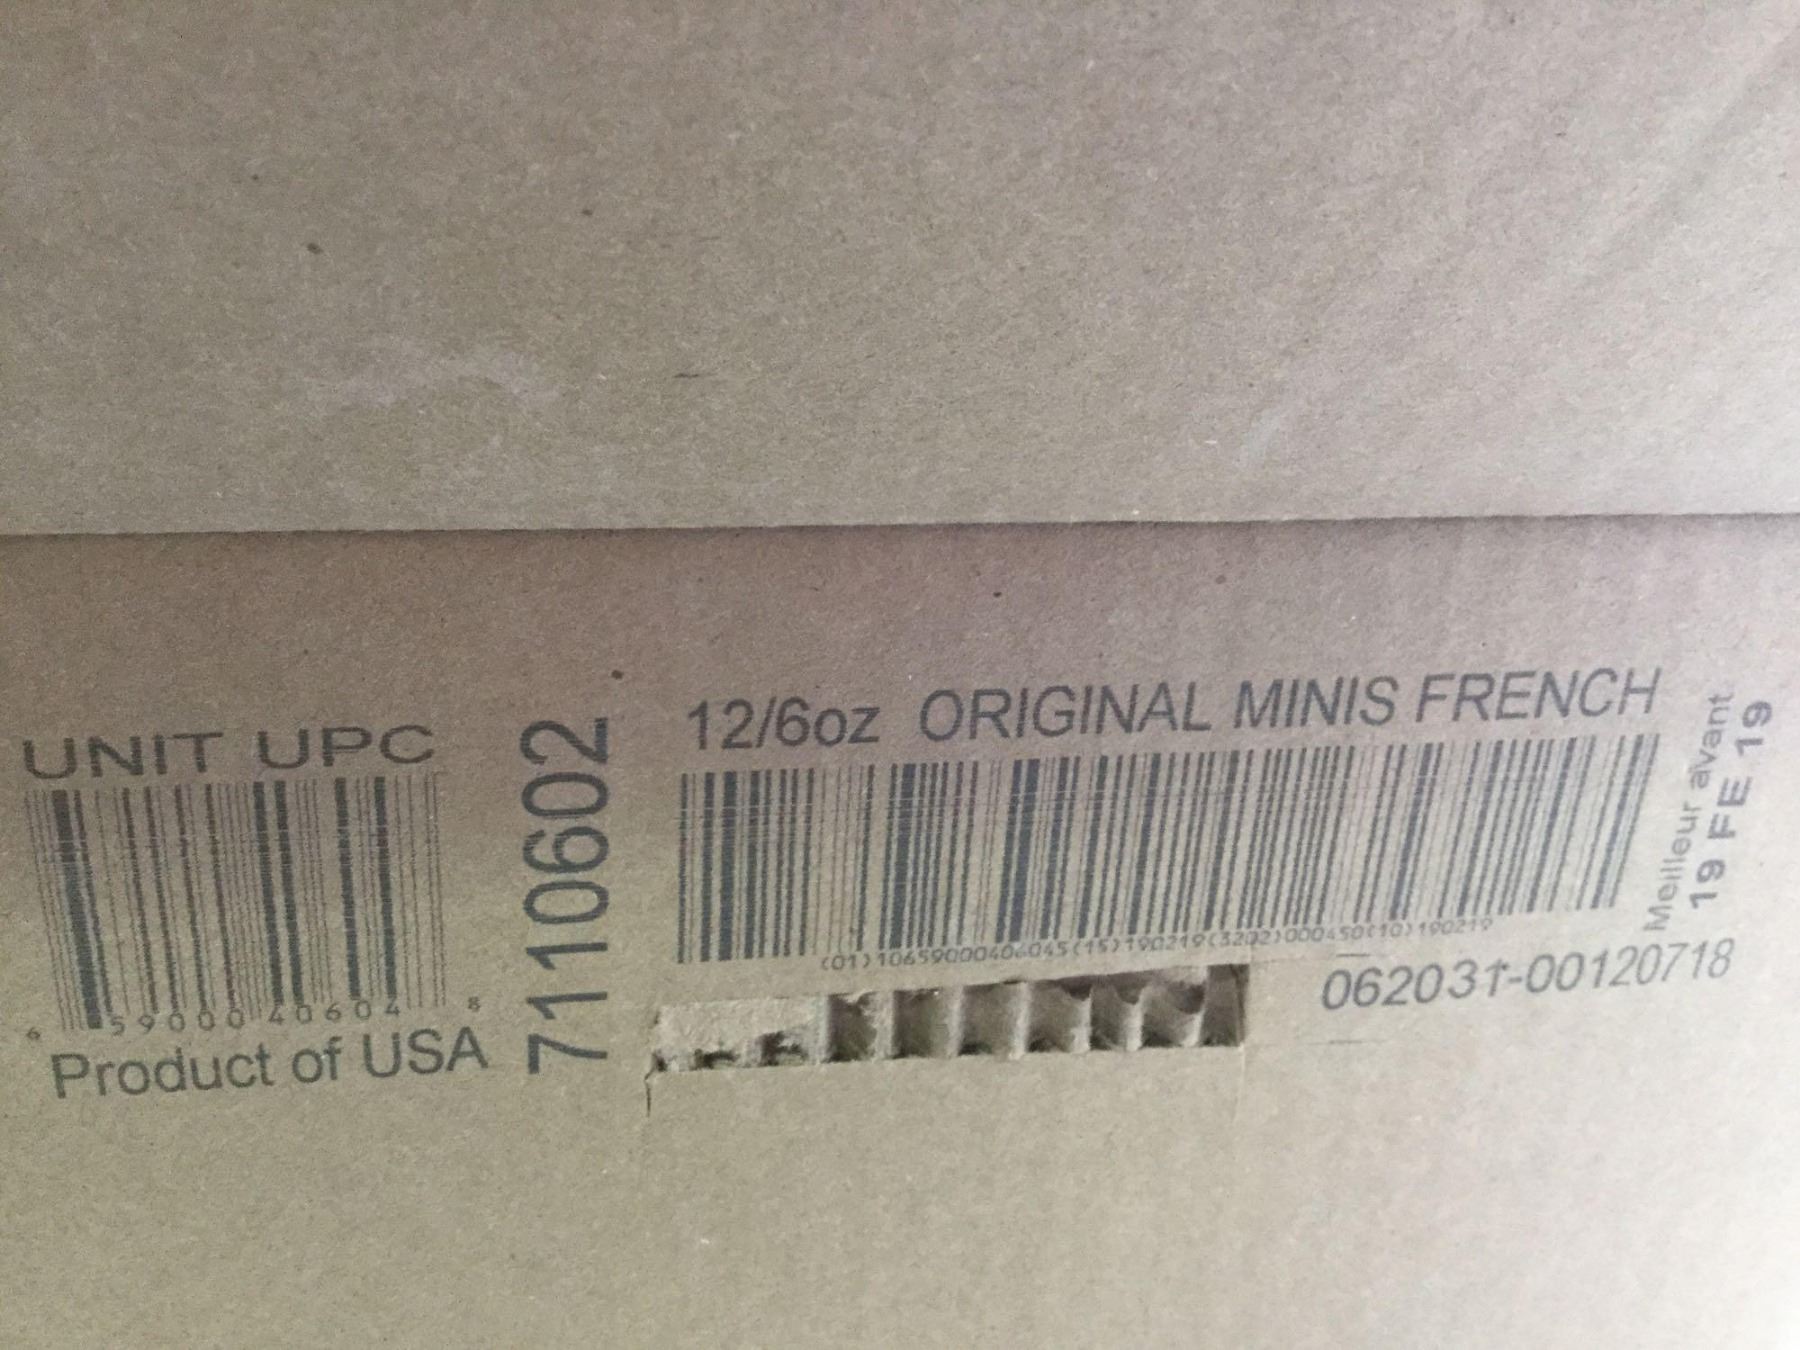 UNIT UPC
6 59000 40604 8
Product of USA
7110602
12/6oz ORIGINAL MINIS FRENCH
(01)10659000406045(15)190219(3202)000450(10)190219
062031-00120718
Meilleur avant
19 FE 19